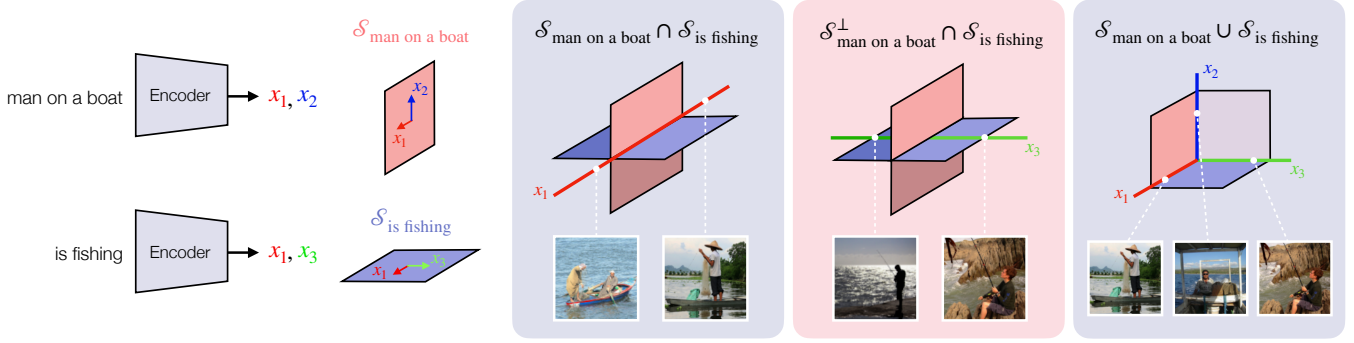 man on a boat
Encoder
x₁, x₂
𝒮 man on a boat
x₂
x₁
is fishing
Encoder
x₁, x₃
𝒮 is fishing
x₁
x₃
𝒮 man on a boat ∩ 𝒮 is fishing
x₁
𝒮⊥ man on a boat ∩ 𝒮 is fishing
x₃
𝒮 man on a boat ∪ 𝒮 is fishing
x₂
x₁
x₃